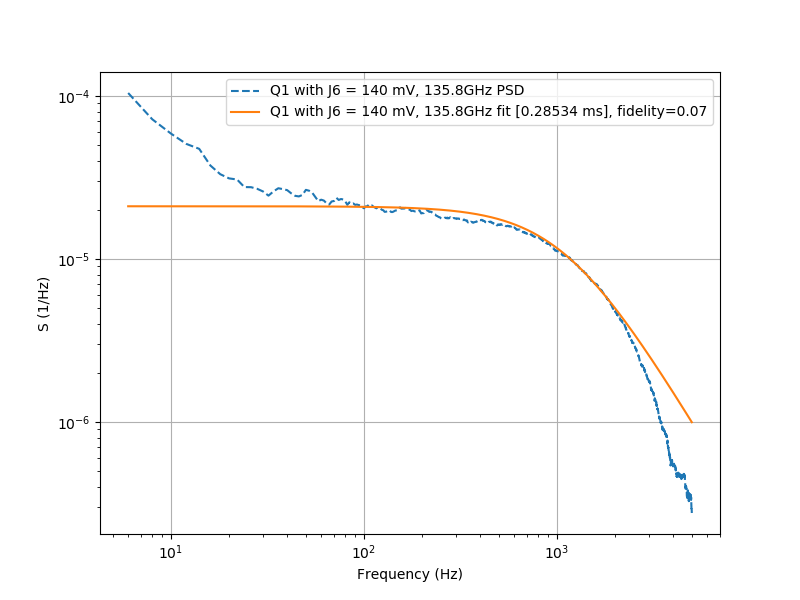 Q1 with J6 = 140 mV, 135.8GHz PSD
Q1 with J6 = 140 mV, 135.8GHz fit [0.28534 ms], fidelity=0.07
10⁻⁴
10⁻⁵
10⁻⁶
S (1/Hz)
10¹ 10² 10³
Frequency (Hz)